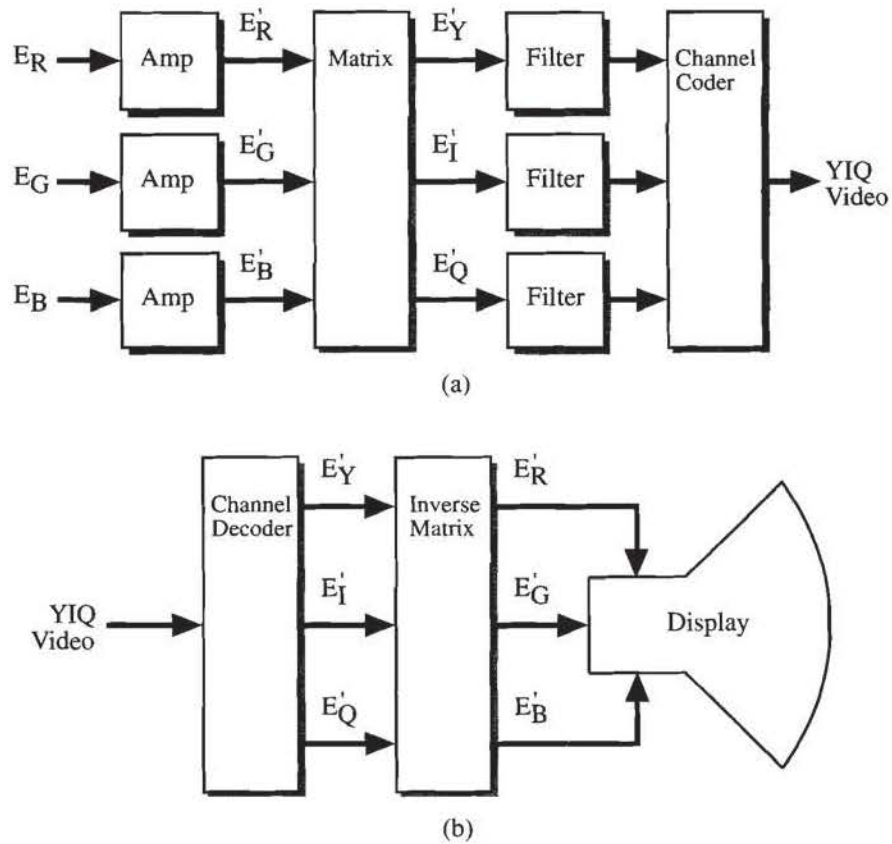 E_R Amp E'_R Matrix E'_Y Filter Channel Coder
E_G Amp E'_G E'_I Filter YIQ Video
E_B Amp E'_B E'_Q Filter
(a)
Channel Decoder E'_Y Inverse Matrix E'_R
YIQ Video E'_I E'_G Display
E'_Q E'_B
(b)